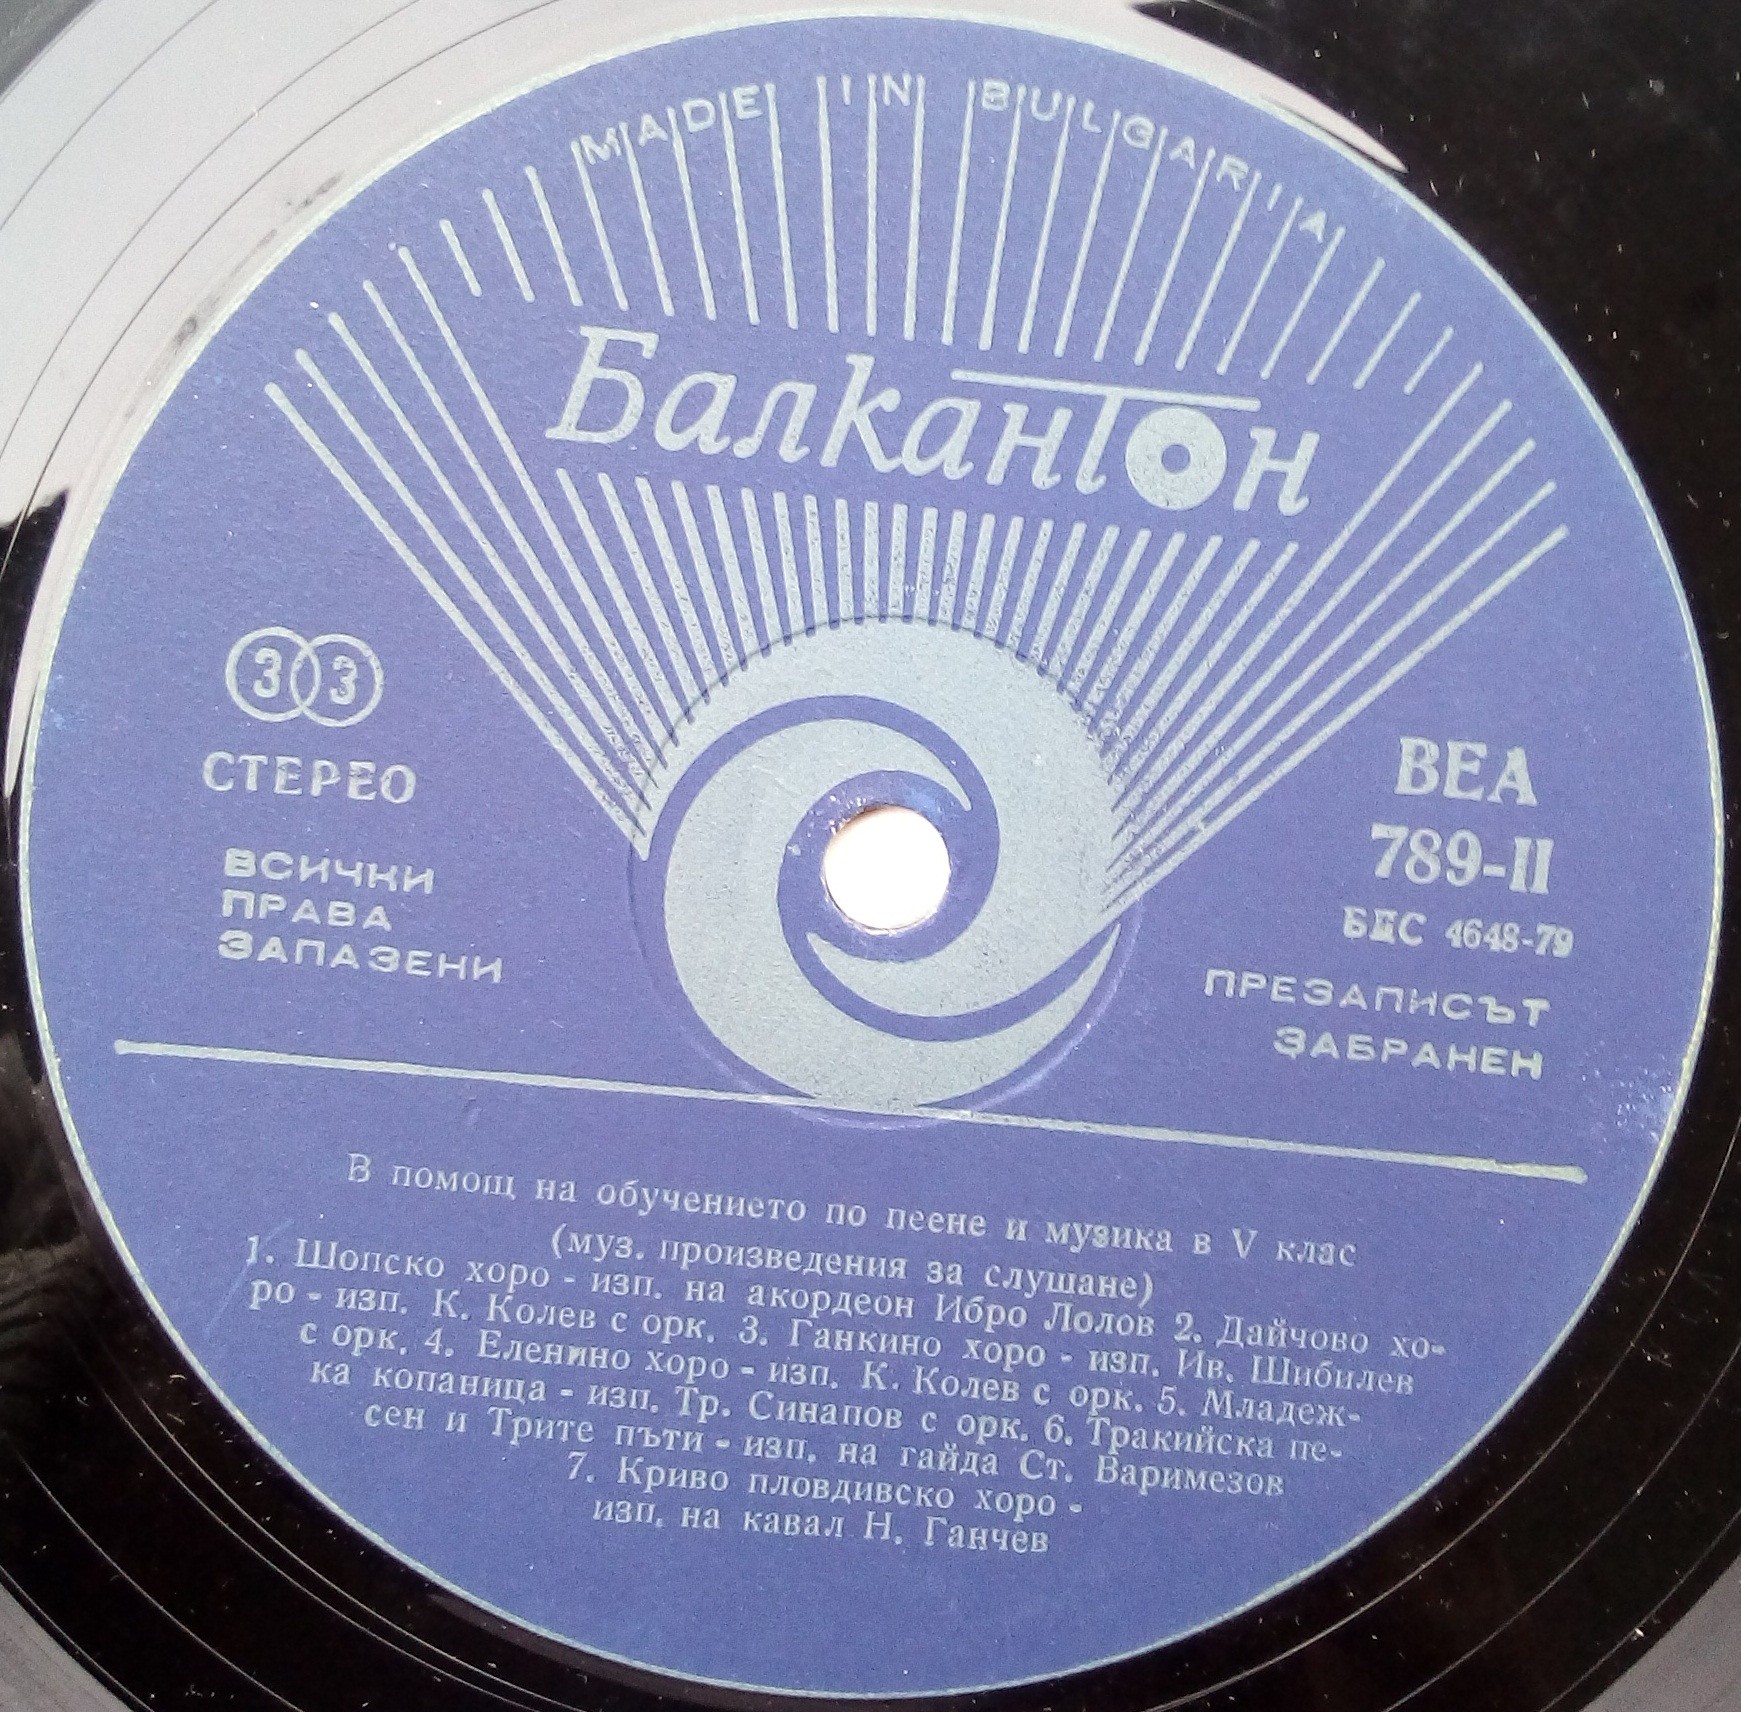 MADE IN BULGARIA
Балкантон
33
СТЕРЕО
ВСИЧКИ
ПРАВА
ЗАПАЗЕНИ
ВЕА
789-II
БДС 4648-79
ПРЕЗАПИСЪТ
ЗАБРАНЕН
В помощ на обучението по пеене и музика в V клас
(муз. произведения за слушане)
1. Шопско хоро - изп. на акордеон Ибро Лолов 2. Дайчово хо-
ро - изп. К. Колев с орк. 3. Ганкино хоро - изп. Ив. Шибилев
с орк. 4. Еленино хоро - изп. К. Колев с орк. 5. Младеж-
ка копаница - изп. Тр. Синапов с орк. 6. Тракийска пе-
сен и Трите пъти - изп. на гайда Ст. Варимезов
7. Криво пловдивско хоро -
изп. на кавал Н. Ганчев